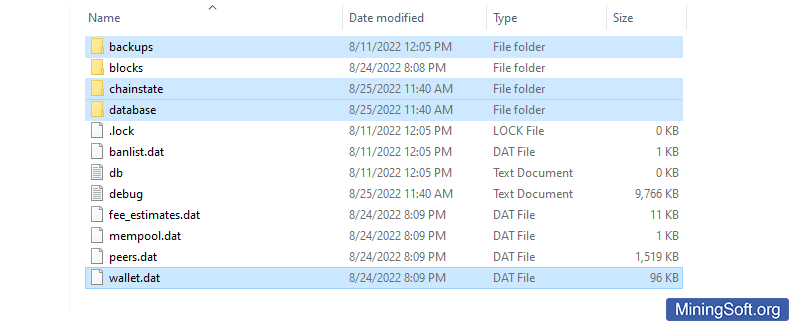 Name Date modified Type Size
backups 8/11/2022 12:05 PM File folder
blocks 8/24/2022 8:08 PM File folder
chainstate 8/25/2022 11:40 AM File folder
database 8/25/2022 11:40 AM File folder
.lock 8/11/2022 12:05 PM LOCK File 0 KB
banlist.dat 8/11/2022 12:05 PM DAT File 1 KB
db 8/11/2022 12:05 PM Text Document 0 KB
debug 8/25/2022 11:40 AM Text Document 9,766 KB
fee_estimates.dat 8/24/2022 8:09 PM DAT File 11 KB
mempool.dat 8/24/2022 8:09 PM DAT File 1 KB
peers.dat 8/24/2022 8:09 PM DAT File 1,519 KB
wallet.dat 8/24/2022 8:09 PM DAT File 96 KB
MiningSoft.org